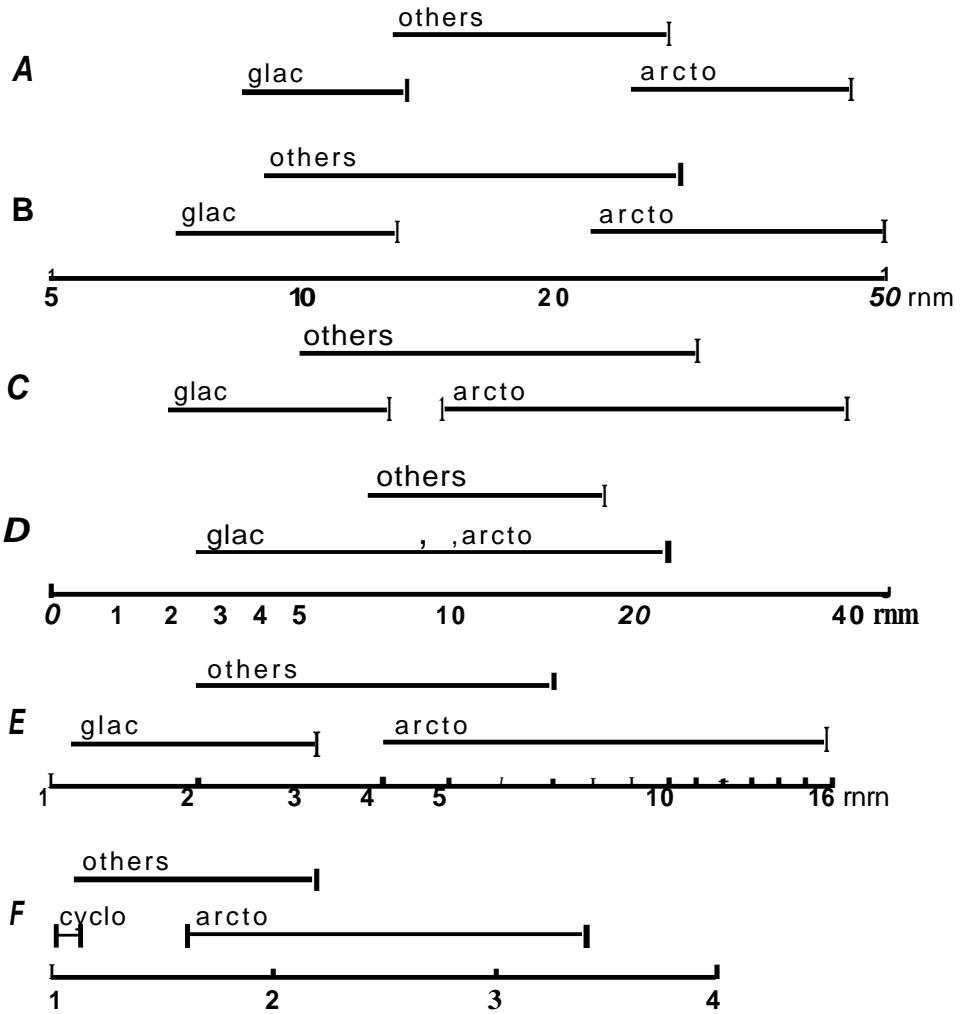 others
A
glac
arcto
others
B
glac
arcto
5 10 20 50 rnm
others
C
glac
arcto
others
D
glac , ,arcto
0 1 2 3 4 5 10 20 40 rnm
others
E
glac
arcto
1 2 3 4 5 10 16 rnrn
others
F
cyclo
arcto
1 2 3 4